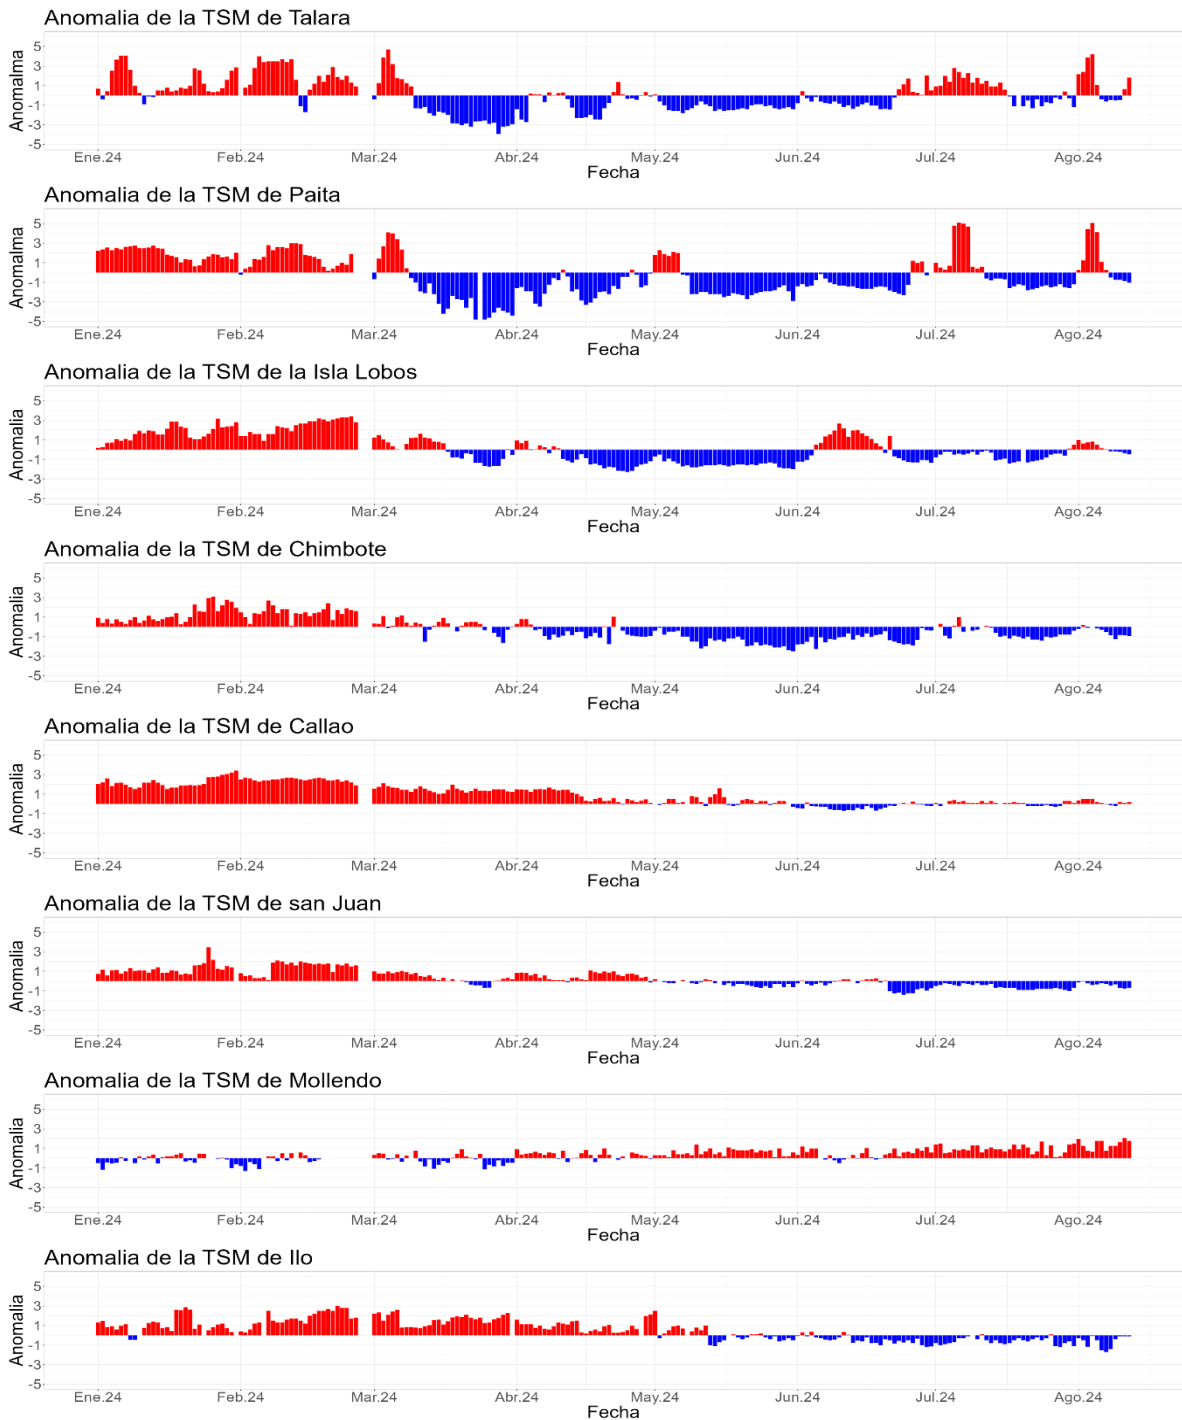 Anomalia de la TSM de Talara
Anomalma
5
3
1
-1
-3
-5
Ene.24 Feb.24 Mar.24 Abr.24 May.24 Jun.24 Jul.24 Ago.24
Fecha
Anomalia de la TSM de Paita
Anomalma
5
3
1
-1
-3
-5
Ene.24 Feb.24 Mar.24 Abr.24 May.24 Jun.24 Jul.24 Ago.24
Fecha
Anomalia de la TSM de la Isla Lobos
Anomalia
5
3
1
-1
-3
-5
Ene.24 Feb.24 Mar.24 Abr.24 May.24 Jun.24 Jul.24 Ago.24
Fecha
Anomalia de la TSM de Chimbote
Anomalia
5
3
1
-1
-3
-5
Ene.24 Feb.24 Mar.24 Abr.24 May.24 Jun.24 Jul.24 Ago.24
Fecha
Anomalia de la TSM de Callao
Anomalia
5
3
1
-1
-3
-5
Ene.24 Feb.24 Mar.24 Abr.24 May.24 Jun.24 Jul.24 Ago.24
Fecha
Anomalia de la TSM de san Juan
Anomalia
5
3
1
-1
-3
-5
Ene.24 Feb.24 Mar.24 Abr.24 May.24 Jun.24 Jul.24 Ago.24
Fecha
Anomalia de la TSM de Mollendo
Anomalia
5
3
1
-1
-3
-5
Ene.24 Feb.24 Mar.24 Abr.24 May.24 Jun.24 Jul.24 Ago.24
Fecha
Anomalia de la TSM de Ilo
Anomalia
5
3
1
-1
-3
-5
Ene.24 Feb.24 Mar.24 Abr.24 May.24 Jun.24 Jul.24 Ago.24
Fecha